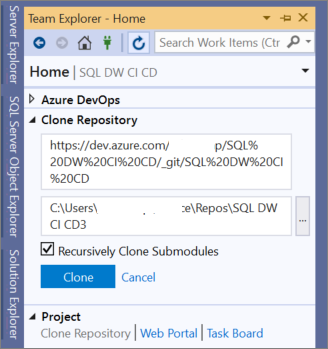 Team Explorer - Home
Search Work Items (Ctr
Home | SQL DW CI CD
Azure DevOps
Clone Repository
https://dev.azure.com/ p/SQL%
20DW%20CI%20CD/_git/SQL%20DW%20CI
%20CD
C:\Users\ ce\Repos\SQL DW
CI CD3
...
Recursively Clone Submodules
Clone Cancel
Project
Clone Repository | Web Portal | Task Board
Server Explorer
SQL Server Object Explorer
Solution Explorer